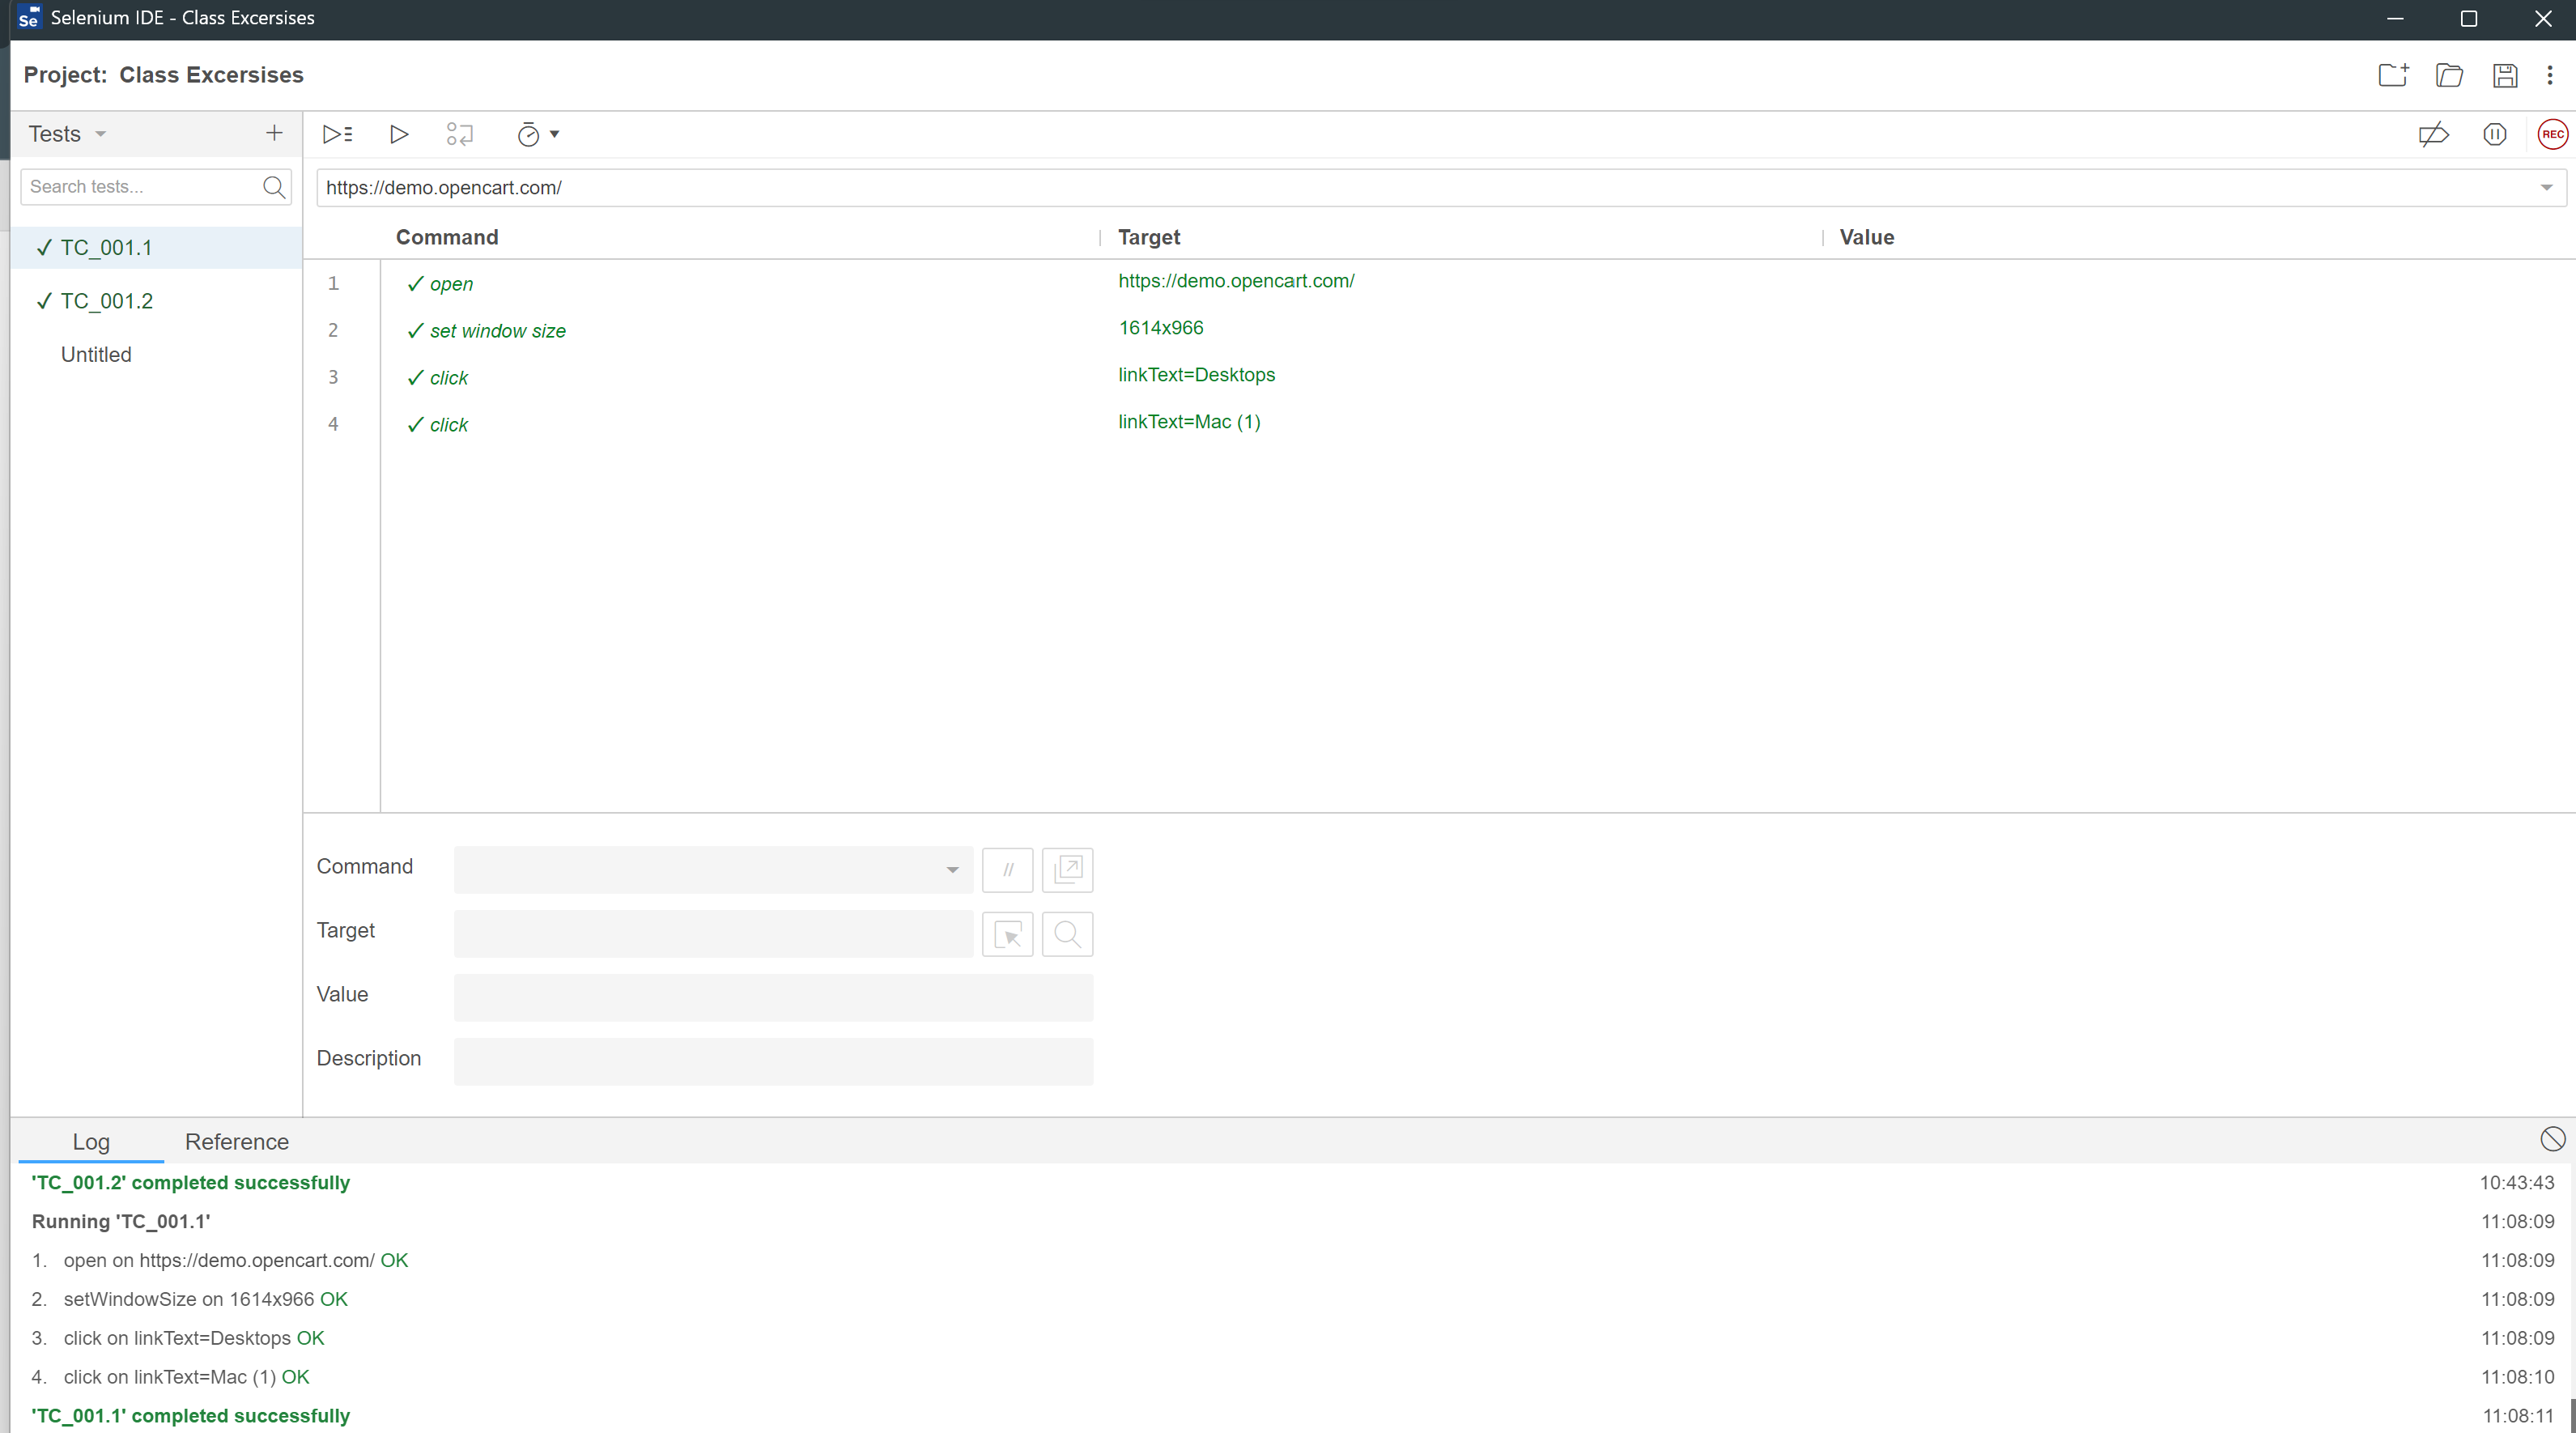 Se Selenium IDE - Class Excersises
Project: Class Excersises
Tests
REC
Search tests...
https://demo.opencart.com/
Command Target Value
✓ TC_001.1
✓ TC_001.2
Untitled
1 ✓ open https://demo.opencart.com/
2 ✓ set window size 1614x966
3 ✓ click linkText=Desktops
4 ✓ click linkText=Mac (1)
Command //
Target
Value
Description
Log Reference
'TC_001.2' completed successfully 10:43:43
Running 'TC_001.1' 11:08:09
1. open on https://demo.opencart.com/ OK 11:08:09
2. setWindowSize on 1614x966 OK 11:08:09
3. click on linkText=Desktops OK 11:08:09
4. click on linkText=Mac (1) OK 11:08:10
'TC_001.1' completed successfully 11:08:11